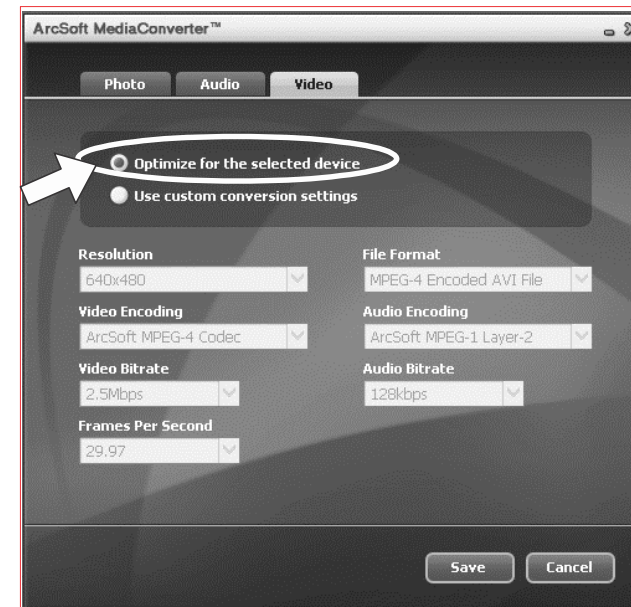 ArcSoft MediaConverter™
Photo Audio Video
Optimize for the selected device
Use custom conversion settings
Resolution File Format
640x480 MPEG-4 Encoded AVI File
Video Encoding Audio Encoding
ArcSoft MPEG-4 Codec ArcSoft MPEG-1 Layer-2
Video Bitrate Audio Bitrate
2.5Mbps 128kbps
Frames Per Second
29.97
Save Cancel